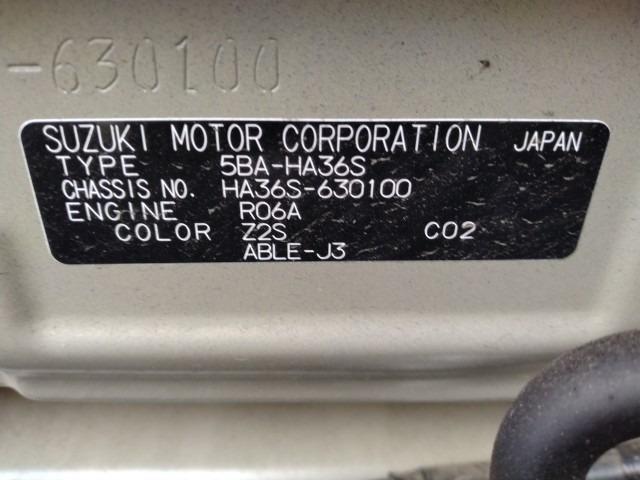 -630100
SUZUKI MOTOR CORPORATION JAPAN
TYPE 5BA-HA36S
CHASSIS NO. HA36S-630100
ENGINE R06A
COLOR Z2S C02
ABLE-J3